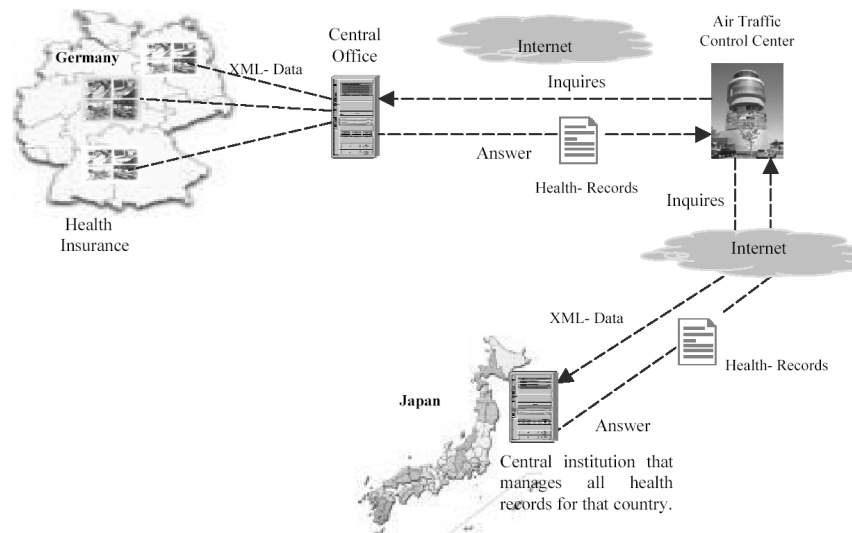 Germany
XML- Data
Health
Insurance
Central
Office
Internet
Air Traffic
Control Center
Inquires
Answer
Health- Records
Inquires
Internet
XML- Data
Health- Records
Japan
Answer
Central institution that
manages all health
records for that country.